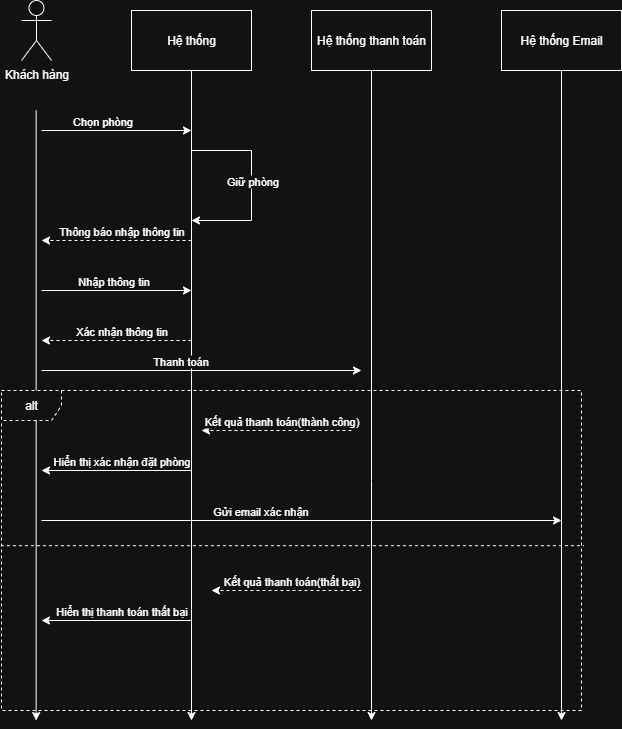 Khách hàng
Hệ thống
Hệ thống thanh toán
Hệ thống Email
Chọn phòng
Giữ phòng
Thông báo nhập thông tin
Nhập thông tin
Xác nhận thông tin
Thanh toán
alt
Kết quả thanh toán(thành công)
Hiển thị xác nhận đặt phòng
Gửi email xác nhận
Kết quả thanh toán(thất bại)
Hiển thị thanh toán thất bại